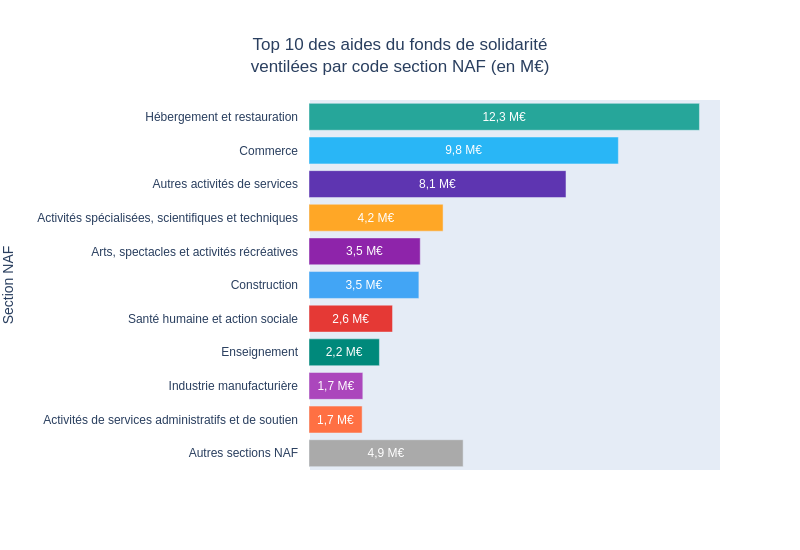 Top 10 des aides du fonds de solidarité
ventilées par code section NAF (en M€)
Section NAF
Hébergement et restauration 12,3 M€
Commerce 9,8 M€
Autres activités de services 8,1 M€
Activités spécialisées, scientifiques et techniques 4,2 M€
Arts, spectacles et activités récréatives 3,5 M€
Construction 3,5 M€
Santé humaine et action sociale 2,6 M€
Enseignement 2,2 M€
Industrie manufacturière 1,7 M€
Activités de services administratifs et de soutien 1,7 M€
Autres sections NAF 4,9 M€